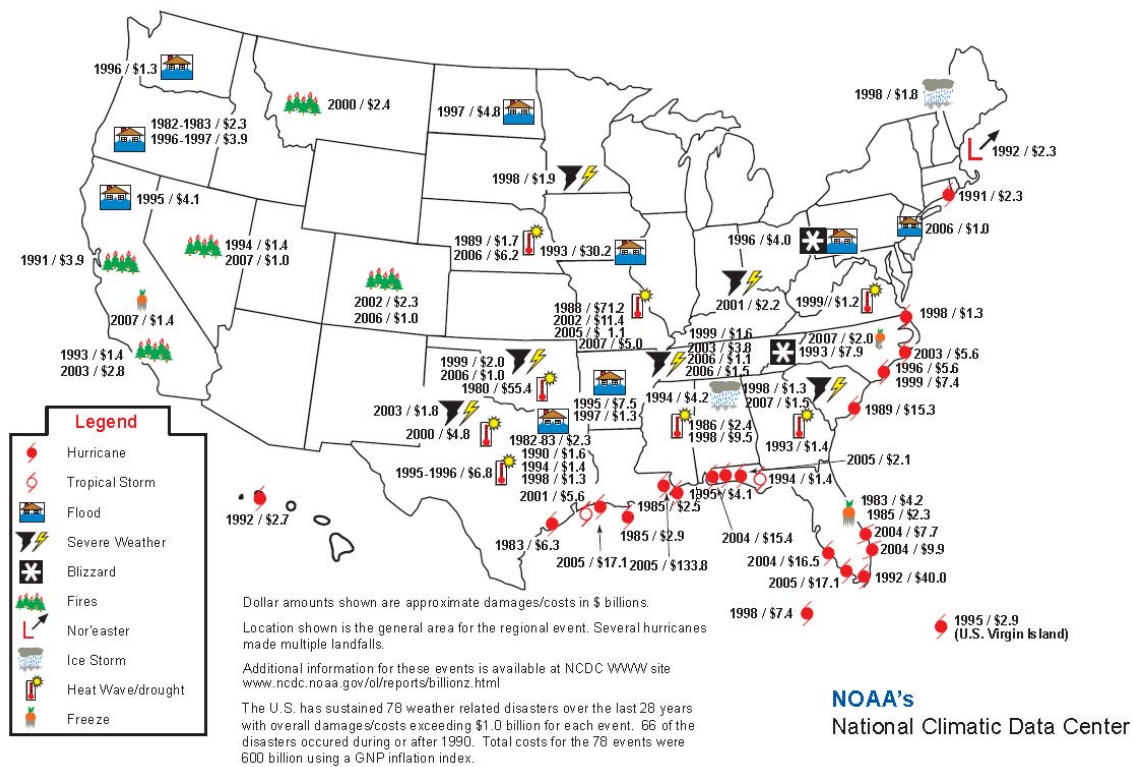 1996 / $1.3
2000 / $2.4
1997 / $4.8
1998 / $1.8
1982-1983 / $2.3
1996-1997 / $3.9
1992 / $2.3
1998 / $1.9
1995 / $4.1
1991 / $2.3
2006 / $1.0
1994 / $1.4
2007 / $1.0
1989 / $1.7
2006 / $6.2
1993 / $30.2
1996 / $4.0
1991 / $3.9
2002 / $2.3
2006 / $1.0
2001 / $2.2
1999// $1.2
2007 / $1.4
1988 / $71.2
2002 / $11.4
2005 / $ 1.1
2007 / $5.0
1998 / $1.3
1993 / $1.4
2003 / $2.8
1999 / $2.0
2006 / $1.0
1980 / $55.4
1999 / $1.6
2003 / $3.8
2006 / $1.1
2006 / $1.5
2007 / $2.0
1993 / $7.9
2003 / $5.6
1996 / $5.6
1999 / $7.4
1995 / $7.5
1997 / $1.3
1994 / $4.2
1998 / $1.3
2007 / $1.5
1989 / $15.3
2003 / $1.8
2000 / $4.8
1986 / $2.4
1998 / $9.5
1993 / $1.4
1982-83 / $2.3
1990 / $1.6
1994 / $1.4
1998 / $1.3
2001 / $5.6
1995-1996 / $6.8
2005 / $2.1
1995 / $4.1
1994 / $1.4
1985 / $2.5
1983 / $4.2
1985 / $2.3
2004 / $7.7
2004 / $9.9
1992 / $2.7
1983 / $6.3
1985 / $2.9
2004 / $15.4
2005 / $17.1
2005 / $133.8
2004 / $16.5
2005 / $17.1
1992 / $40.0
1998 / $7.4
1995 / $2.9
(U.S. Virgin Island)
Legend
Hurricane
Tropical Storm
Flood
Severe Weather
Blizzard
Fires
L
Nor'easter
Ice Storm
Heat Wave/drought
Freeze
L
Dollar amounts shown are approximate damages/costs in $ billions.
Location shown is the general area for the regional event. Several hurricanes
made multiple landfalls.
Additional information for these events is available at NCDC WWW site
www.ncdc.noaa.gov/ol/reports/billionz.html
The U.S. has sustained 78 weather related disasters over the last 28 years
with overall damages/costs exceeding $1.0 billion for each event. 66 of the
disasters occured during or after 1990. Total costs for the 78 events were
600 billion using a GNP inflation index.
NOAA's
National Climatic Data Center